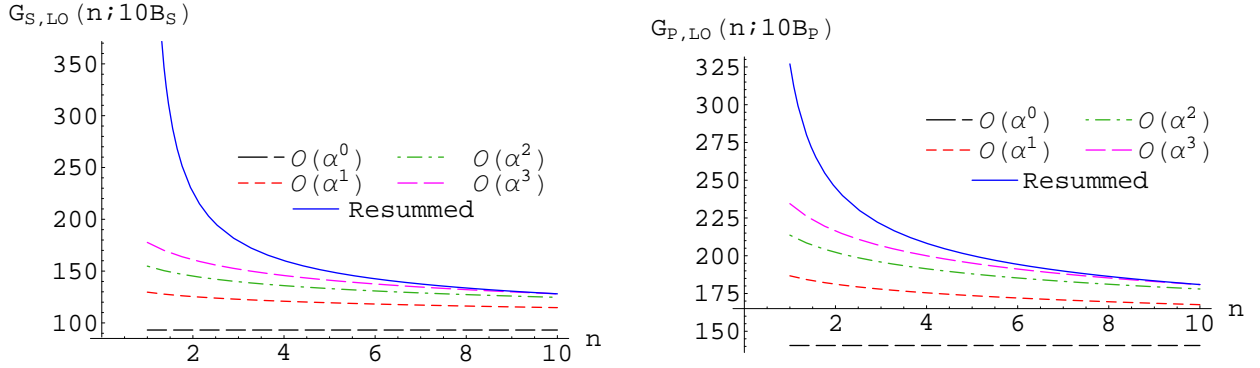 G_S,LO (n;10B_S)
350
300
250
200
150
100
2 4 6 8 10 n
O(α^0) O(α^2)
O(α^1) O(α^3)
Resummed
G_P,LO (n;10B_P)
325
300
275
250
225
200
175
150
2 4 6 8 10 n
O(α^0) O(α^2)
O(α^1) O(α^3)
Resummed